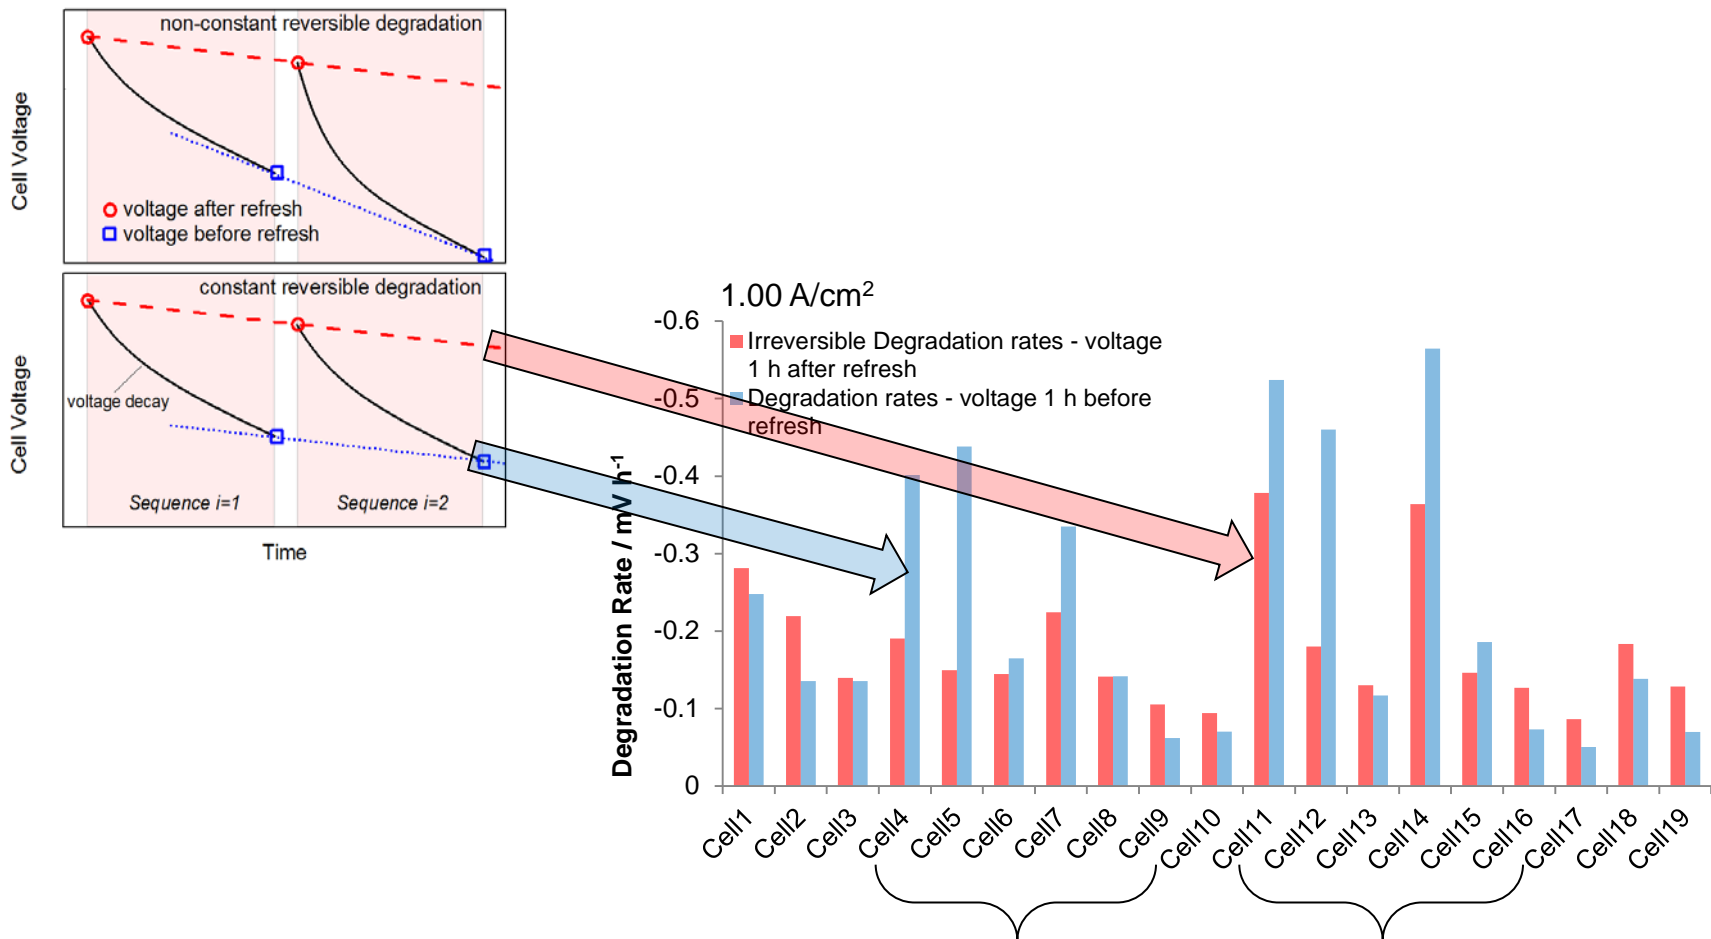 non-constant reversible degradation
Cell Voltage
voltage after refresh
voltage before refresh
constant reversible degradation
Cell Voltage
voltage decay
Sequence i=1
Sequence i=2
Time
1.00 A/cm²
Irreversible Degradation rates - voltage
1 h after refresh
Degradation rates - voltage 1 h before
refresh
Degradation Rate / mV h⁻¹
-0.6
-0.5
-0.4
-0.3
-0.2
-0.1
0
Cell1
Cell2
Cell3
Cell4
Cell5
Cell6
Cell7
Cell8
Cell9
Cell10
Cell11
Cell12
Cell13
Cell14
Cell15
Cell16
Cell17
Cell18
Cell19